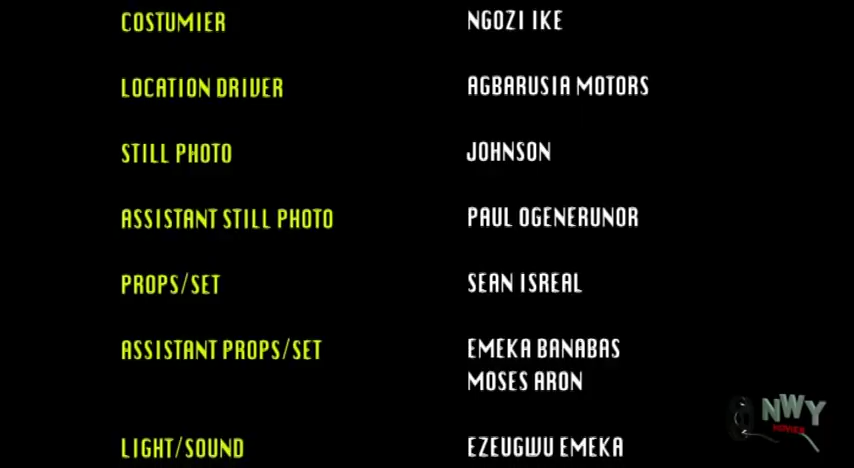 COSTUMIER NGOZI IKE
LOCATION DRIVER AGBARUSIA MOTORS
STILL PHOTO JOHNSON
ASSISTANT STILL PHOTO PAUL OGENERUNOR
PROPS/SET SEAN ISREAL
ASSISTANT PROPS/SET EMEKA BANABAS
MOSES ARON
NWY
MOVIES
LIGHT/SOUND EZEUGWU EMEKA